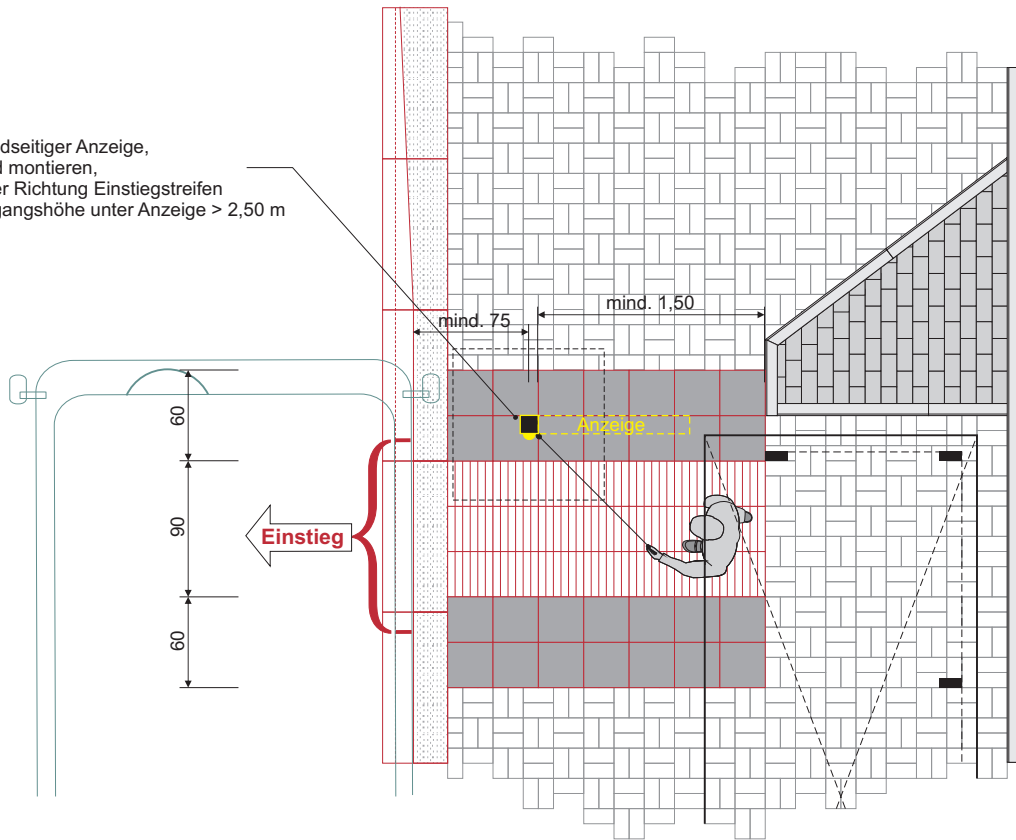 dseitiger Anzeige,
montieren,
er Richtung Einstiegstreifen
gangshöhe unter Anzeige > 2,50 m
mind. 1,50
mind. 75
60
Anzeige
90
Einstieg
60